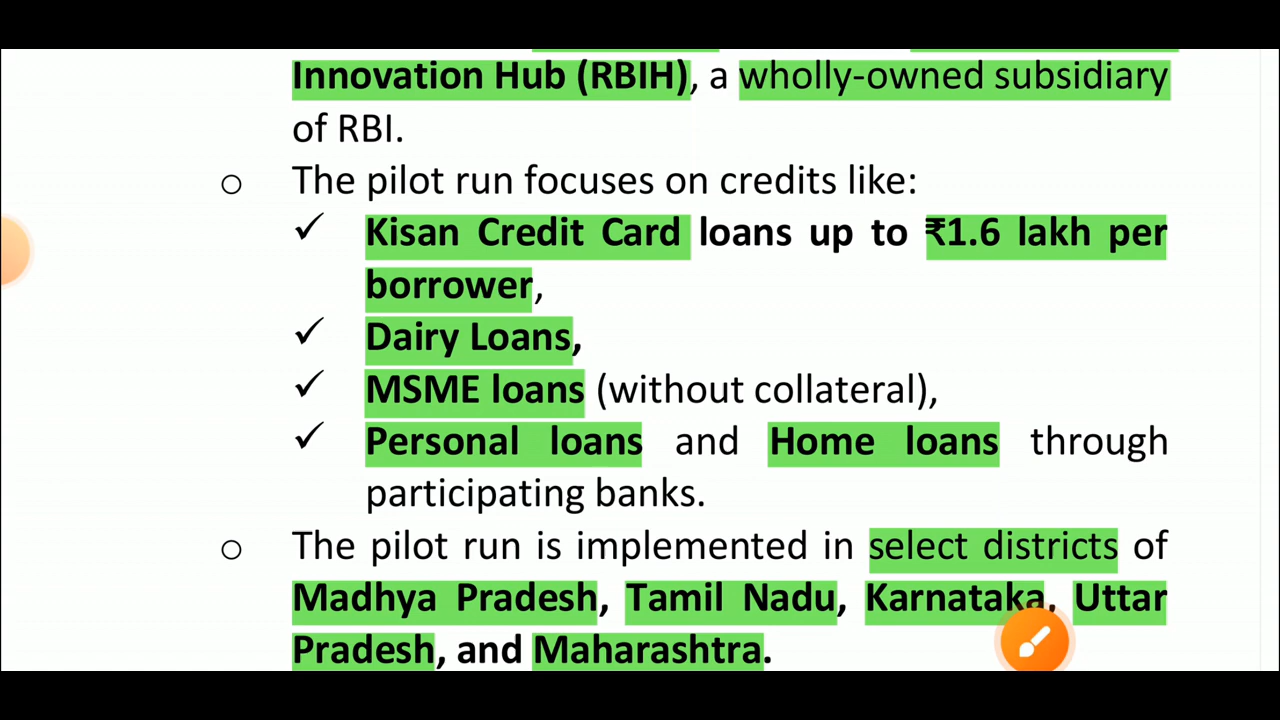 Innovation Hub (RBIH), a wholly-owned subsidiary
of RBI.
o The pilot run focuses on credits like:
✓ Kisan Credit Card loans up to ₹1.6 lakh per
borrower,
✓ Dairy Loans,
✓ MSME loans (without collateral),
✓ Personal loans and Home loans through
participating banks.
o The pilot run is implemented in select districts of
Madhya Pradesh, Tamil Nadu, Karnataka, Uttar
Pradesh, and Maharashtra.